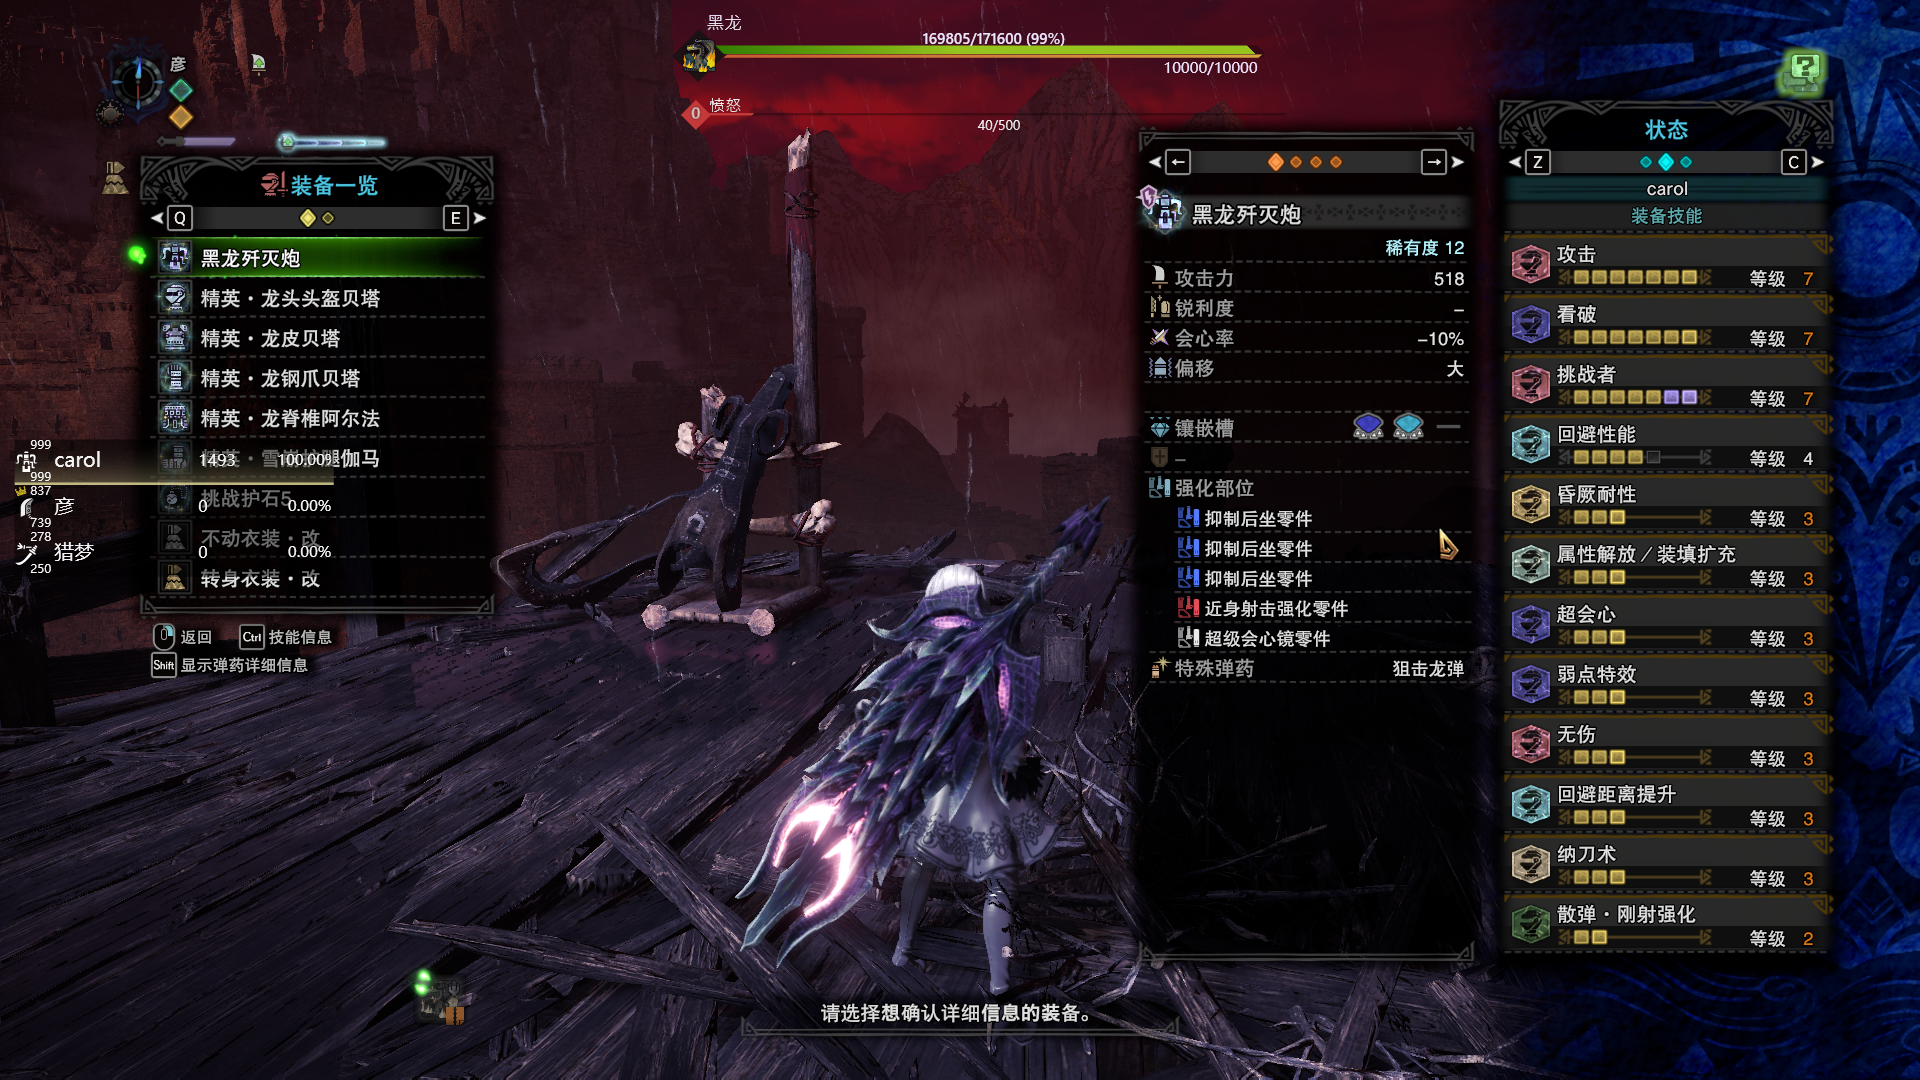 黑龙
169805/171600 (99%)
10000/10000
0
愤怒
40/500
彦
装备一览
Q
E
黑龙歼灭炮
精英・龙头头盔贝塔
精英・龙皮贝塔
精英・龙钢爪贝塔
精英・龙脊椎阿尔法
伽马
挑战护石5
不动衣装・改
转身衣装・改
返回
Ctrl 技能信息
Shift 显示弹药详细信息
999
carol
1493
100.00%
999
837
彦
0
0.00%
739
278
猎梦
0
0.00%
250
←
→
黑龙歼灭炮
稀有度 12
攻击力 518
锐利度 –
会心率 –10%
偏移 大
镶嵌槽 —
–
强化部位
抑制后坐零件
抑制后坐零件
抑制后坐零件
近身射击强化零件
超级会心镜零件
特殊弹药 狙击龙弹
?
状态
Z
C
carol
装备技能
攻击
等级 7
看破
等级 7
挑战者
等级 7
回避性能
等级 4
昏厥耐性
等级 3
属性解放／装填扩充
等级 3
超会心
等级 3
弱点特效
等级 3
无伤
等级 3
回避距离提升
等级 3
纳刀术
等级 3
散弹・刚射强化
等级 2
请选择想确认详细信息的装备。